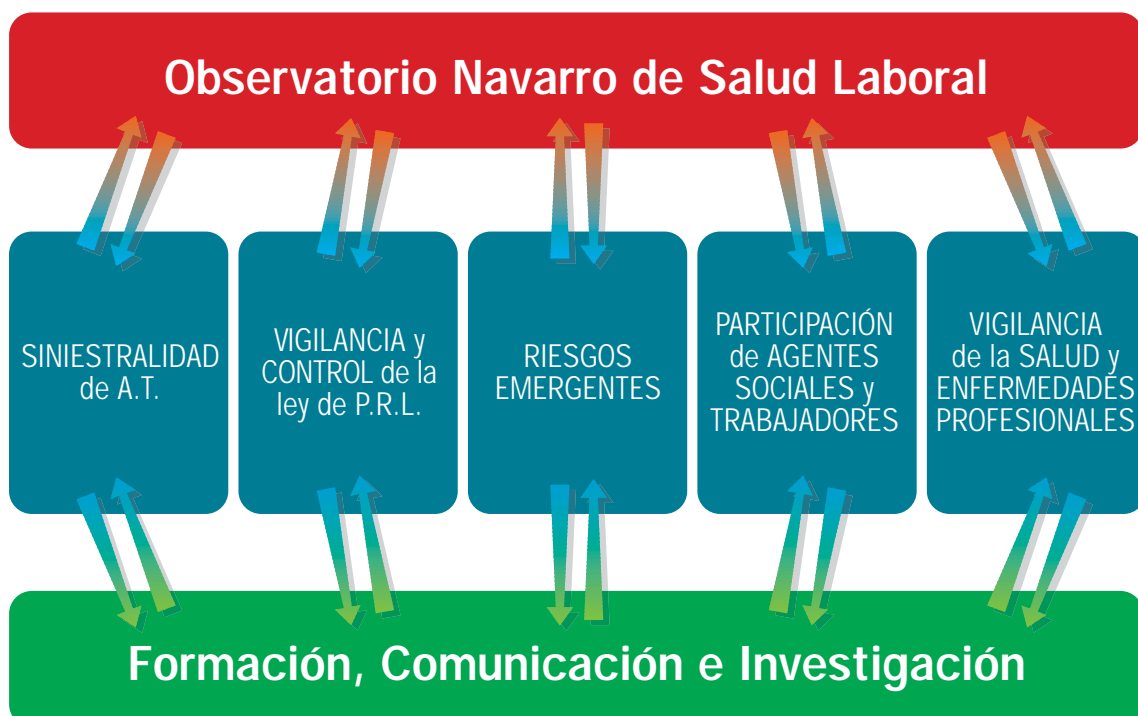 Observatorio Navarro de Salud Laboral
SINIESTRALIDAD
de A.T.
VIGILANCIA y
CONTROL de la
ley de P.R.L.
RIESGOS
EMERGENTES
PARTICIPACIÓN
de AGENTES
SOCIALES y
TRABAJADORES
VIGILANCIA
de la SALUD y
ENFERMEDADES
PROFESIONALES
Formación, Comunicación e Investigación